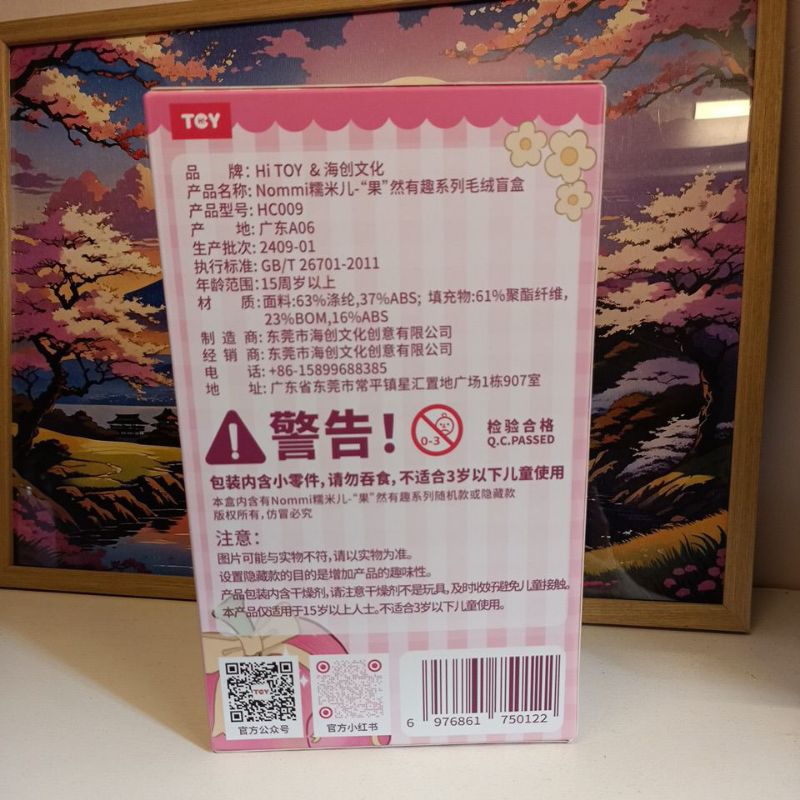 TOY
品 牌: Hi TOY & 海创文化
产品名称: Nommi糯米儿-“果”然有趣系列毛绒盲盒
产品型号: HC009
产 地: 广东A06
生产批次: 2409-01
执行标准: GB/T 26701-2011
年龄范围: 15周岁以上
材 质: 面料:63%涤纶,37%ABS; 填充物:61%聚酯纤维,
23%BOM,16%ABS
制 造 商: 东莞市海创文化创意有限公司
经 销 商: 东莞市海创文化创意有限公司
电 话: +86-15899688385
地 址: 广东省东莞市常平镇星汇置地广场1栋907室
警告!
0-3
检验合格
Q.C.PASSED
包装内含小零件,请勿吞食,不适合3岁以下儿童使用
本盒内含有Nommi糯米儿-“果”然有趣系列随机款或隐藏款
版权所有,仿冒必究
注意:
图片可能与实物不符,请以实物为准。
设置隐藏款的目的是增加产品的趣味性。
产品包装内含干燥剂,请注意干燥剂不是玩具,及时收好避免儿童接触。
本产品仅适用于15岁以上人士。不适合3岁以下儿童使用。
TOY
官方公众号
官方小红书
6 976861 750122